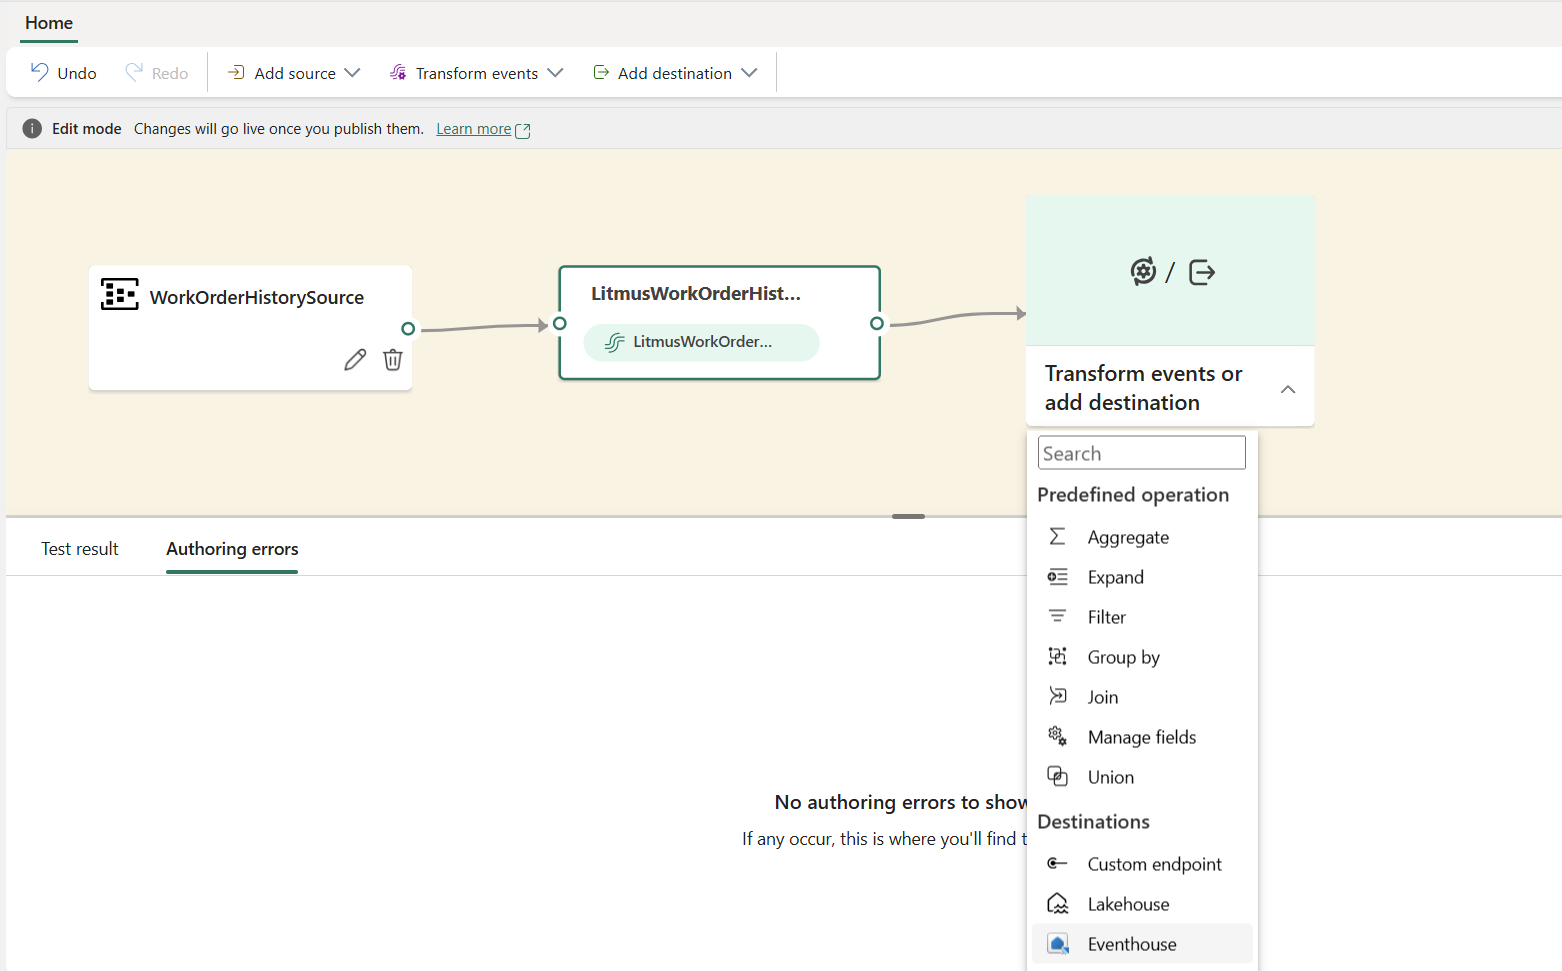 Home
Undo
Redo
Add source
Transform events
Add destination
Edit mode Changes will go live once you publish them. Learn more
WorkOrderHistorySource
LitmusWorkOrderHist...
LitmusWorkOrder...
Transform events or
add destination
Search
Predefined operation
Aggregate
Expand
Filter
Group by
Join
Manage fields
Union
Destinations
Custom endpoint
Lakehouse
Eventhouse
Test result
Authoring errors
No authoring errors to show
If any occur, this is where you'll find t